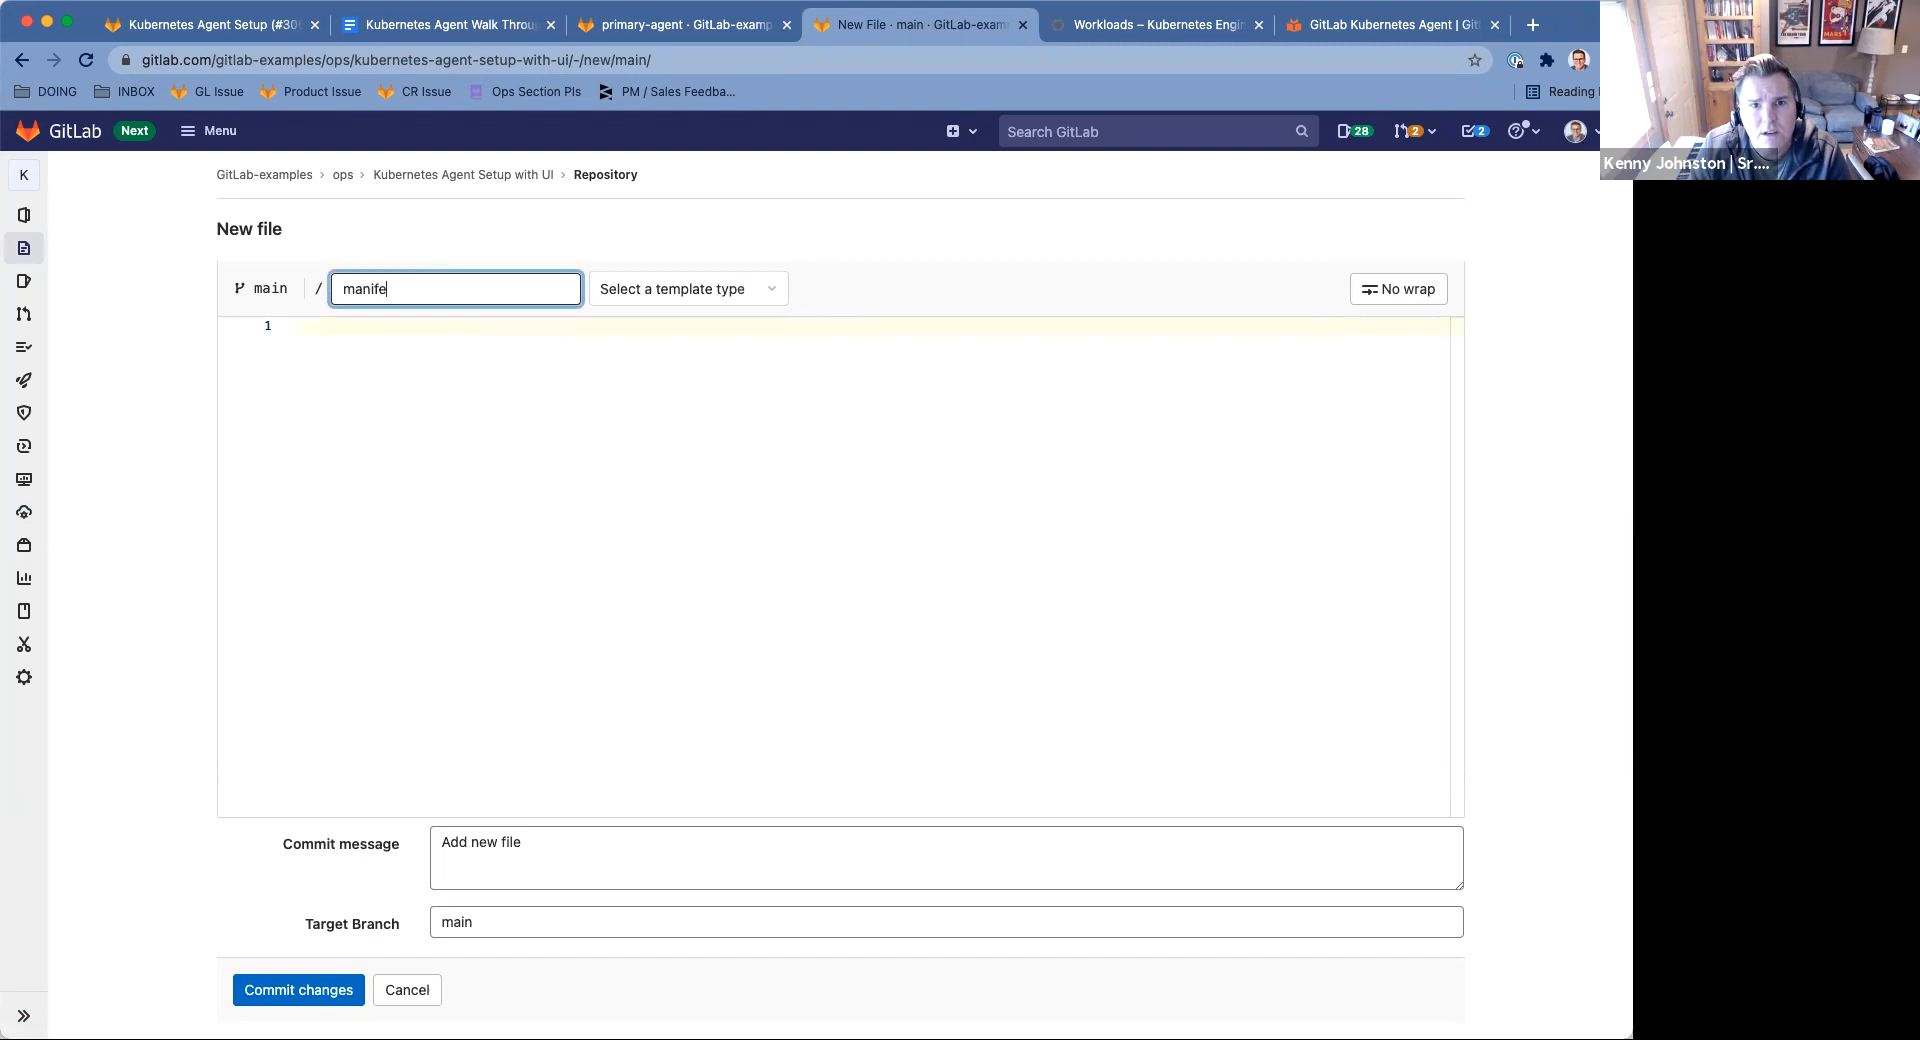 Kubernetes Agent Setup (#30
Kubernetes Agent Walk Throu
primary-agent · GitLab-examp
New File · main · GitLab-exam
Workloads – Kubernetes Engin
GitLab Kubernetes Agent | Git
gitlab.com/gitlab-examples/ops/kubernetes-agent-setup-with-ui/-/new/main/
DOING
INBOX
GL Issue
Product Issue
CR Issue
Ops Section PIs
PM / Sales Feedba...
Reading
GitLab
Next
Menu
Search GitLab
28
2
2
Kenny Johnston | Sr....
K
GitLab-examples › ops › Kubernetes Agent Setup with UI › Repository
New file
main / manife
Select a template type
No wrap
1
Commit message
Add new file
Target Branch
main
Commit changes
Cancel